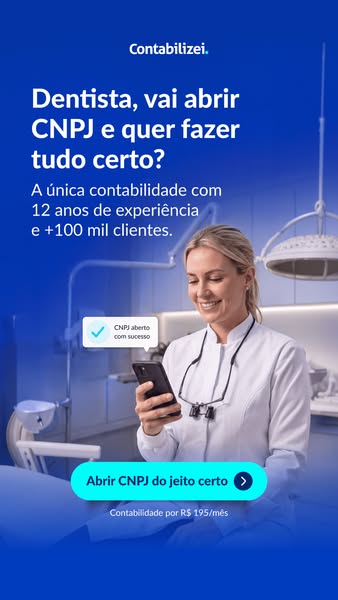 Contabilizei.
Dentista, vai abrir
CNPJ e quer fazer
tudo certo?
A única contabilidade com
12 anos de experiência
e +100 mil clientes.
CNPJ aberto
com sucesso
Abrir CNPJ do jeito certo
Contabilidade por R$ 195/mês